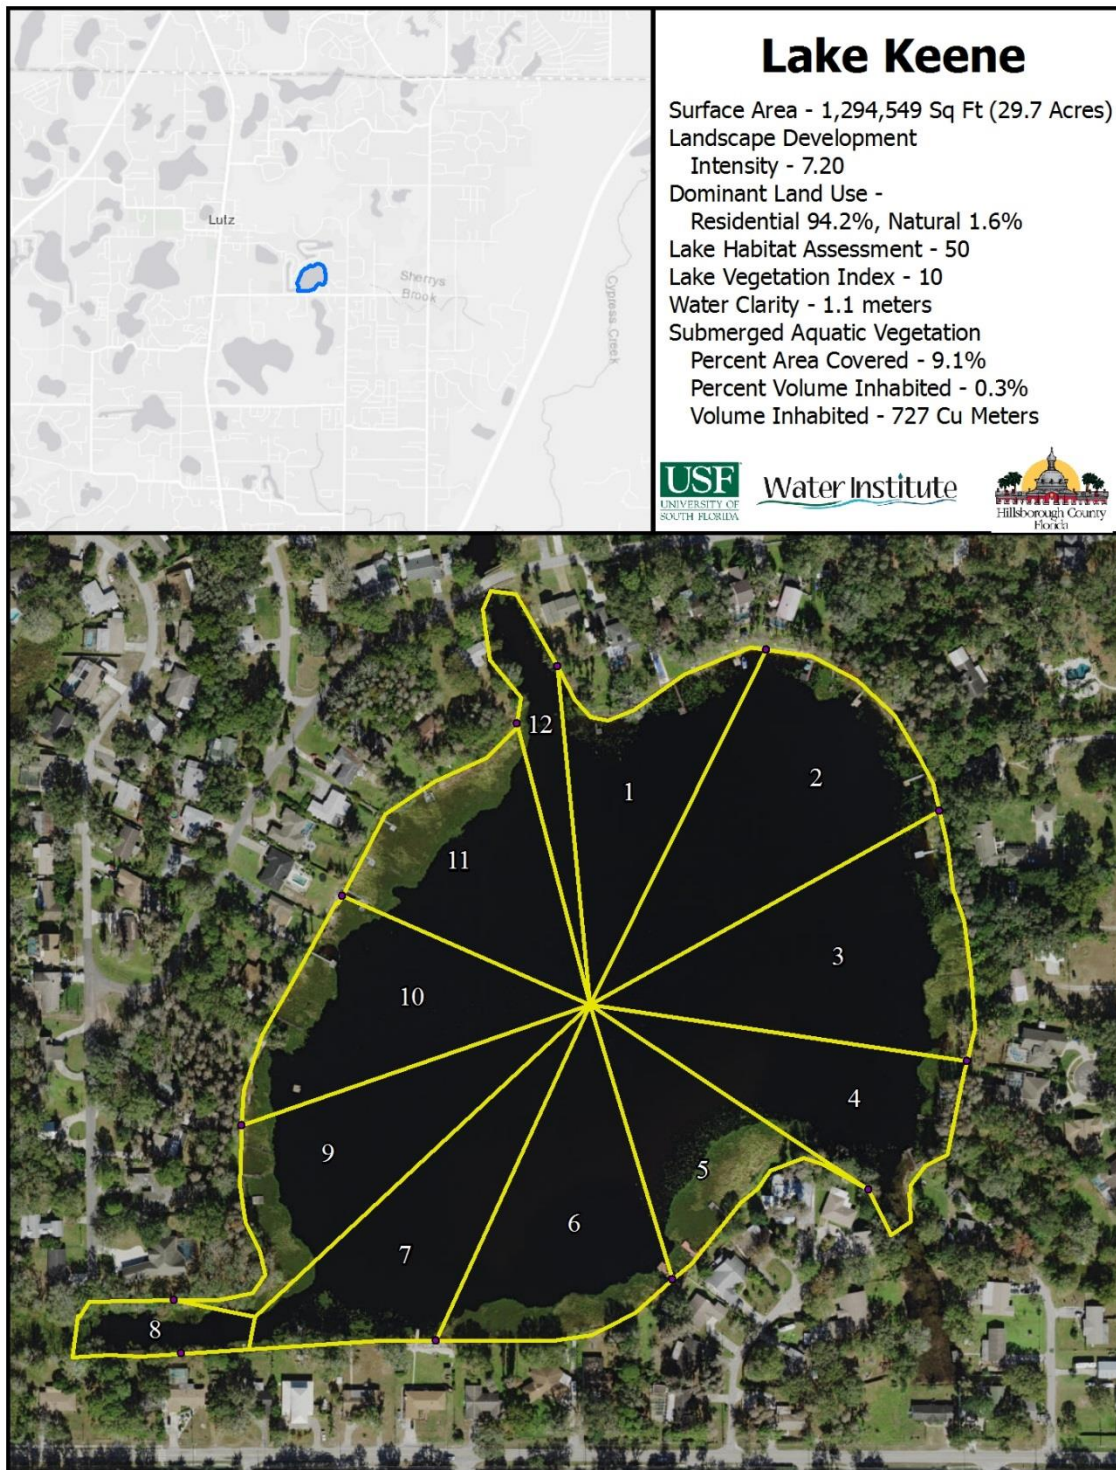 Lutz
Sherrys
Brook
Cypress Creek
Lake Keene
Surface Area - 1,294,549 Sq Ft (29.7 Acres)
Landscape Development
Intensity - 7.20
Dominant Land Use -
Residential 94.2%, Natural 1.6%
Lake Habitat Assessment - 50
Lake Vegetation Index - 10
Water Clarity - 1.1 meters
Submerged Aquatic Vegetation
Percent Area Covered - 9.1%
Percent Volume Inhabited - 0.3%
Volume Inhabited - 727 Cu Meters
USF
UNIVERSITY OF
SOUTH FLORIDA
Water Institute
Hillsborough County
Florida
12
1
2
11
3
10
4
9
5
6
7
8